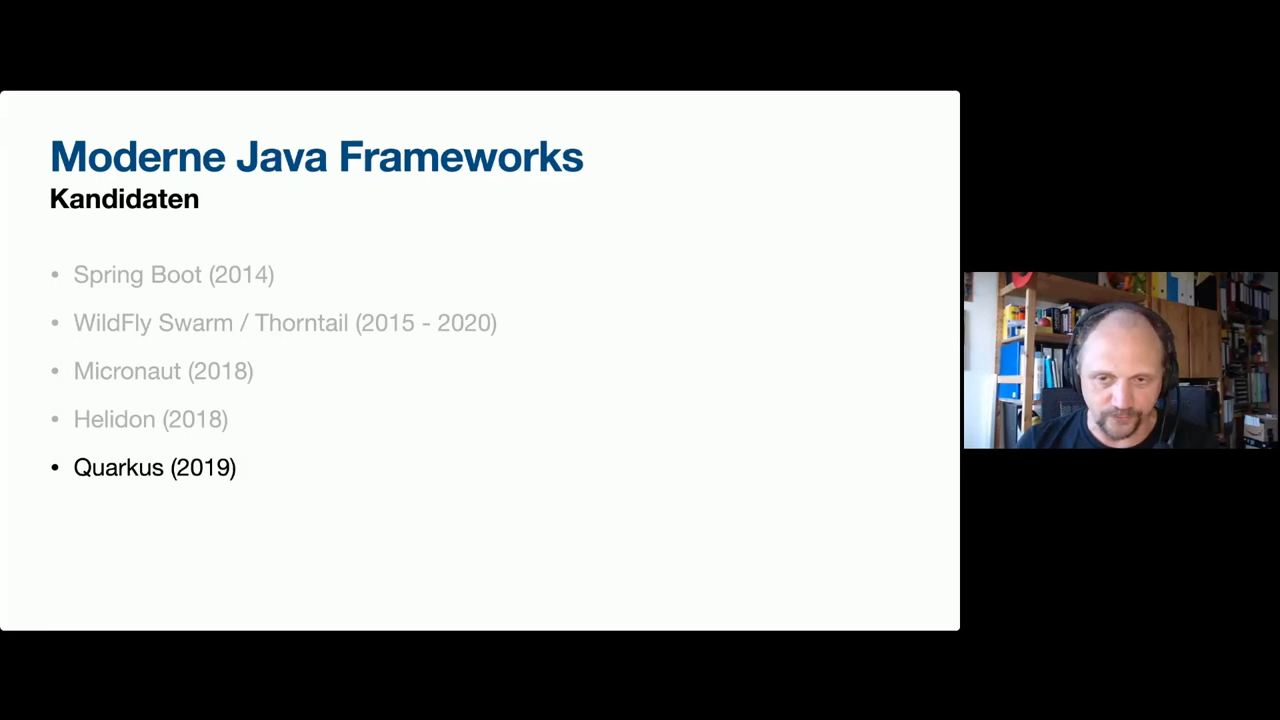 Moderne Java Frameworks
Kandidaten
• Spring Boot (2014)
• WildFly Swarm / Thorntail (2015 - 2020)
• Micronaut (2018)
• Helidon (2018)
• Quarkus (2019)